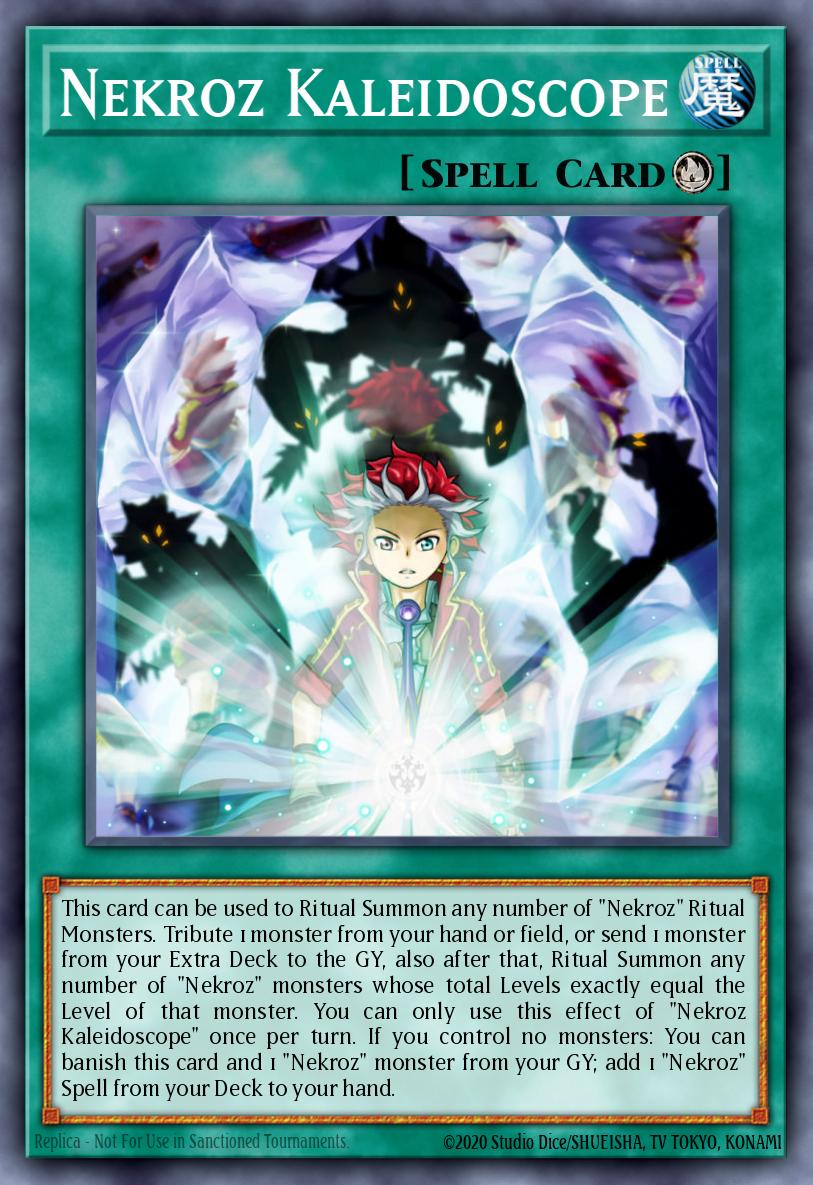 Nekroz Kaleidoscope
SPELL
魔
[Spell Card]
This card can be used to Ritual Summon any number of "Nekroz" Ritual
Monsters. Tribute 1 monster from your hand or field, or send 1 monster
from your Extra Deck to the GY, also after that, Ritual Summon any
number of "Nekroz" monsters whose total Levels exactly equal the
Level of that monster. You can only use this effect of "Nekroz
Kaleidoscope" once per turn. If you control no monsters: You can
banish this card and 1 "Nekroz" monster from your GY; add 1 "Nekroz"
Spell from your Deck to your hand.
Replica - Not For Use in Sanctioned Tournaments.
©2020 Studio Dice/SHUEISHA, TV TOKYO, KONAMI